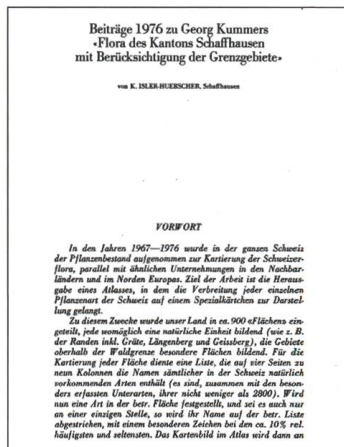 Beiträge 1976 zu Georg Kummers
«Flora des Kantons Schaffhausen
mit Berücksichtigung der Grenzgebiete»
von K. ISLER-HUEBSCHER, Schaffhausen
VORWORT
In den Jahren 1967—1976 wurde in der ganzen Schweiz
der Pflanzenbestand aufgenommen zur Kartierung der Schweizer-
flora, parallel mit ähnlichen Unternehmungen in den Nachbar-
ländern und im Norden Europas. Ziel der Arbeit ist die Heraus-
gabe eines Atlasses, in dem die Verbreitung jeder einzelnen
Pflanzenart der Schweiz auf einem Spezialkärtchen zur Darstel-
lung gelangt.
Zu diesem Zwecke wurde unser Land in ca. 900 «Flächen» ein-
geteilt, jede womöglich eine natürliche Einheit bildend (wie z. B.
der Randen inkl. Gräte, Längenberg und Geissberg), die Gebiete
oberhalb der Waldgrenze besondere Flächen bildend. Für die
Kartierung jeder Fläche diente eine Liste, die auf vier Seiten zu
neun Kolonnen die Namen sämtlicher in der Schweiz natürlich
vorkommenden Arten enthält (es sind, zusammen mit den beson-
ders erfassten Unterarten, ihrer nicht weniger als 2800). Wird
nun eine Art in der betr. Fläche festgestellt, und sei es auch nur
an einer einzigen Stelle, so wird ihr Name auf der betr. Liste
abgestrichen, mit einem besonderen Zeichen bei den ca. 10% rel.
häufigsten und seltensten. Das Kartenbild im Atlas wird dann an